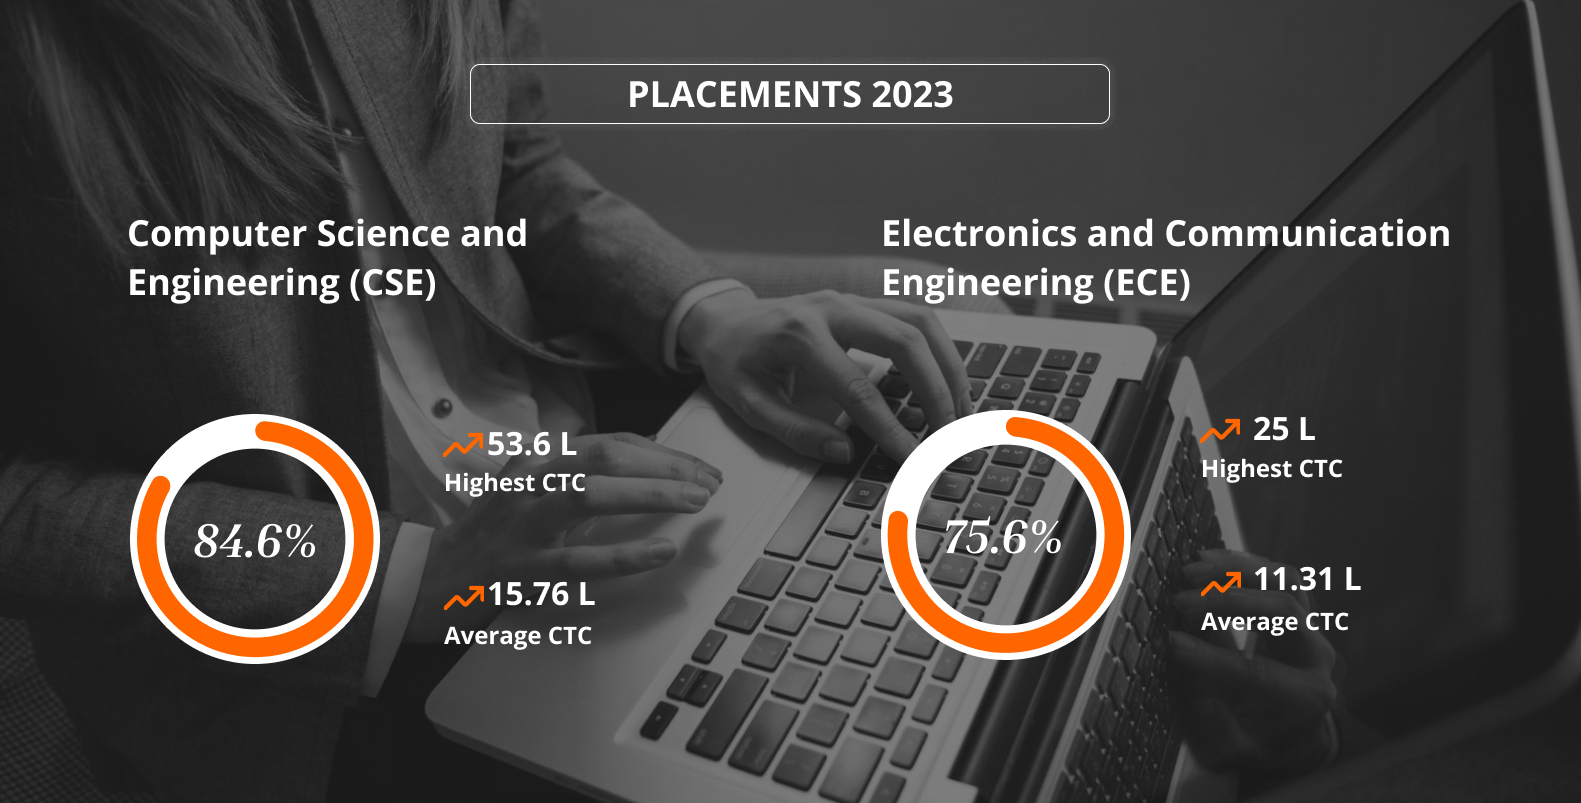 PLACEMENTS 2023
Computer Science and
Engineering (CSE)
84.6%
53.6 L
Highest CTC
15.76 L
Average CTC
Electronics and Communication
Engineering (ECE)
75.6%
25 L
Highest CTC
11.31 L
Average CTC